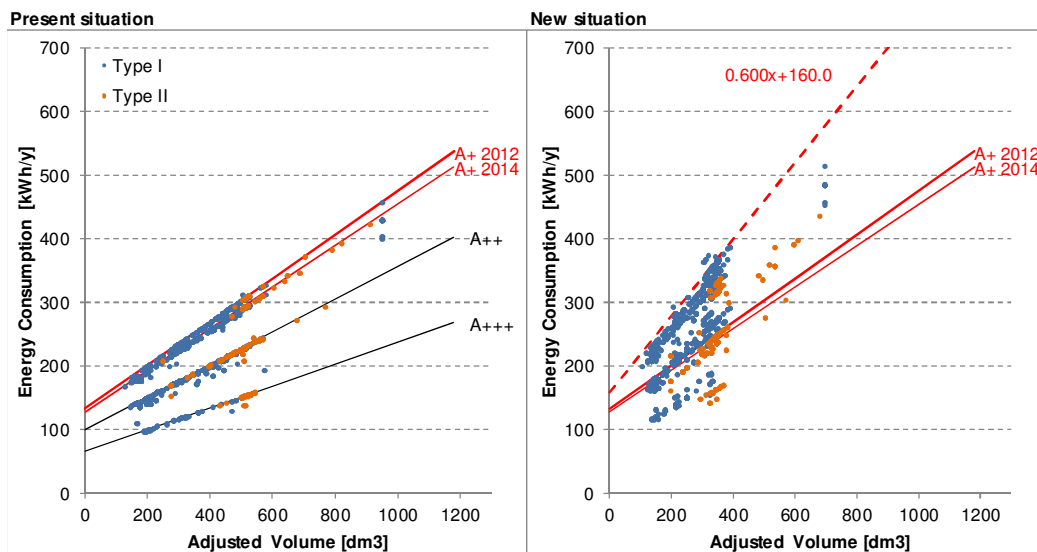 Present situation
700
600
500
400
300
200
100
0
Energy Consumption [kWh/y]
Type I
Type II
A+ 2012
A+ 2014
A++
A+++
0 200 400 600 800 1000 1200
Adjusted Volume [dm3]
New situation
700
600
500
400
300
200
100
0
Energy Consumption [kWh/y]
0.600x+160.0
A+ 2012
A+ 2014
0 200 400 600 800 1000 1200
Adjusted Volume [dm3]